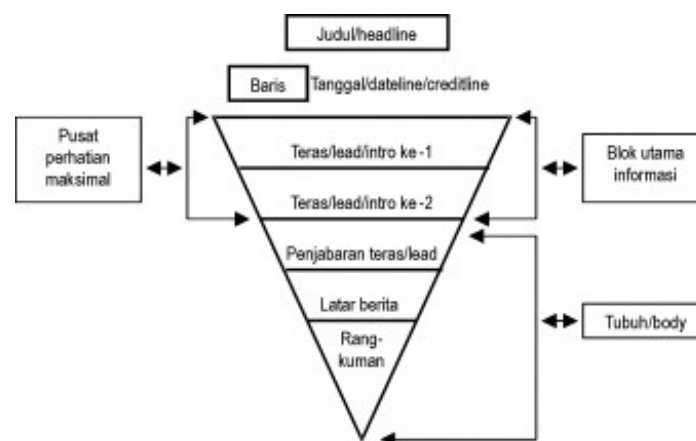 Judul/headline
Baris Tanggal/dateline/creditline
Pusat
perhatian
maksimal
Teras/lead/intro ke-1
Teras/lead/intro ke-2
Penjabaran teras/lead
Latar berita
Rang-
kuman
Blok utama
informasi
Tubuh/body